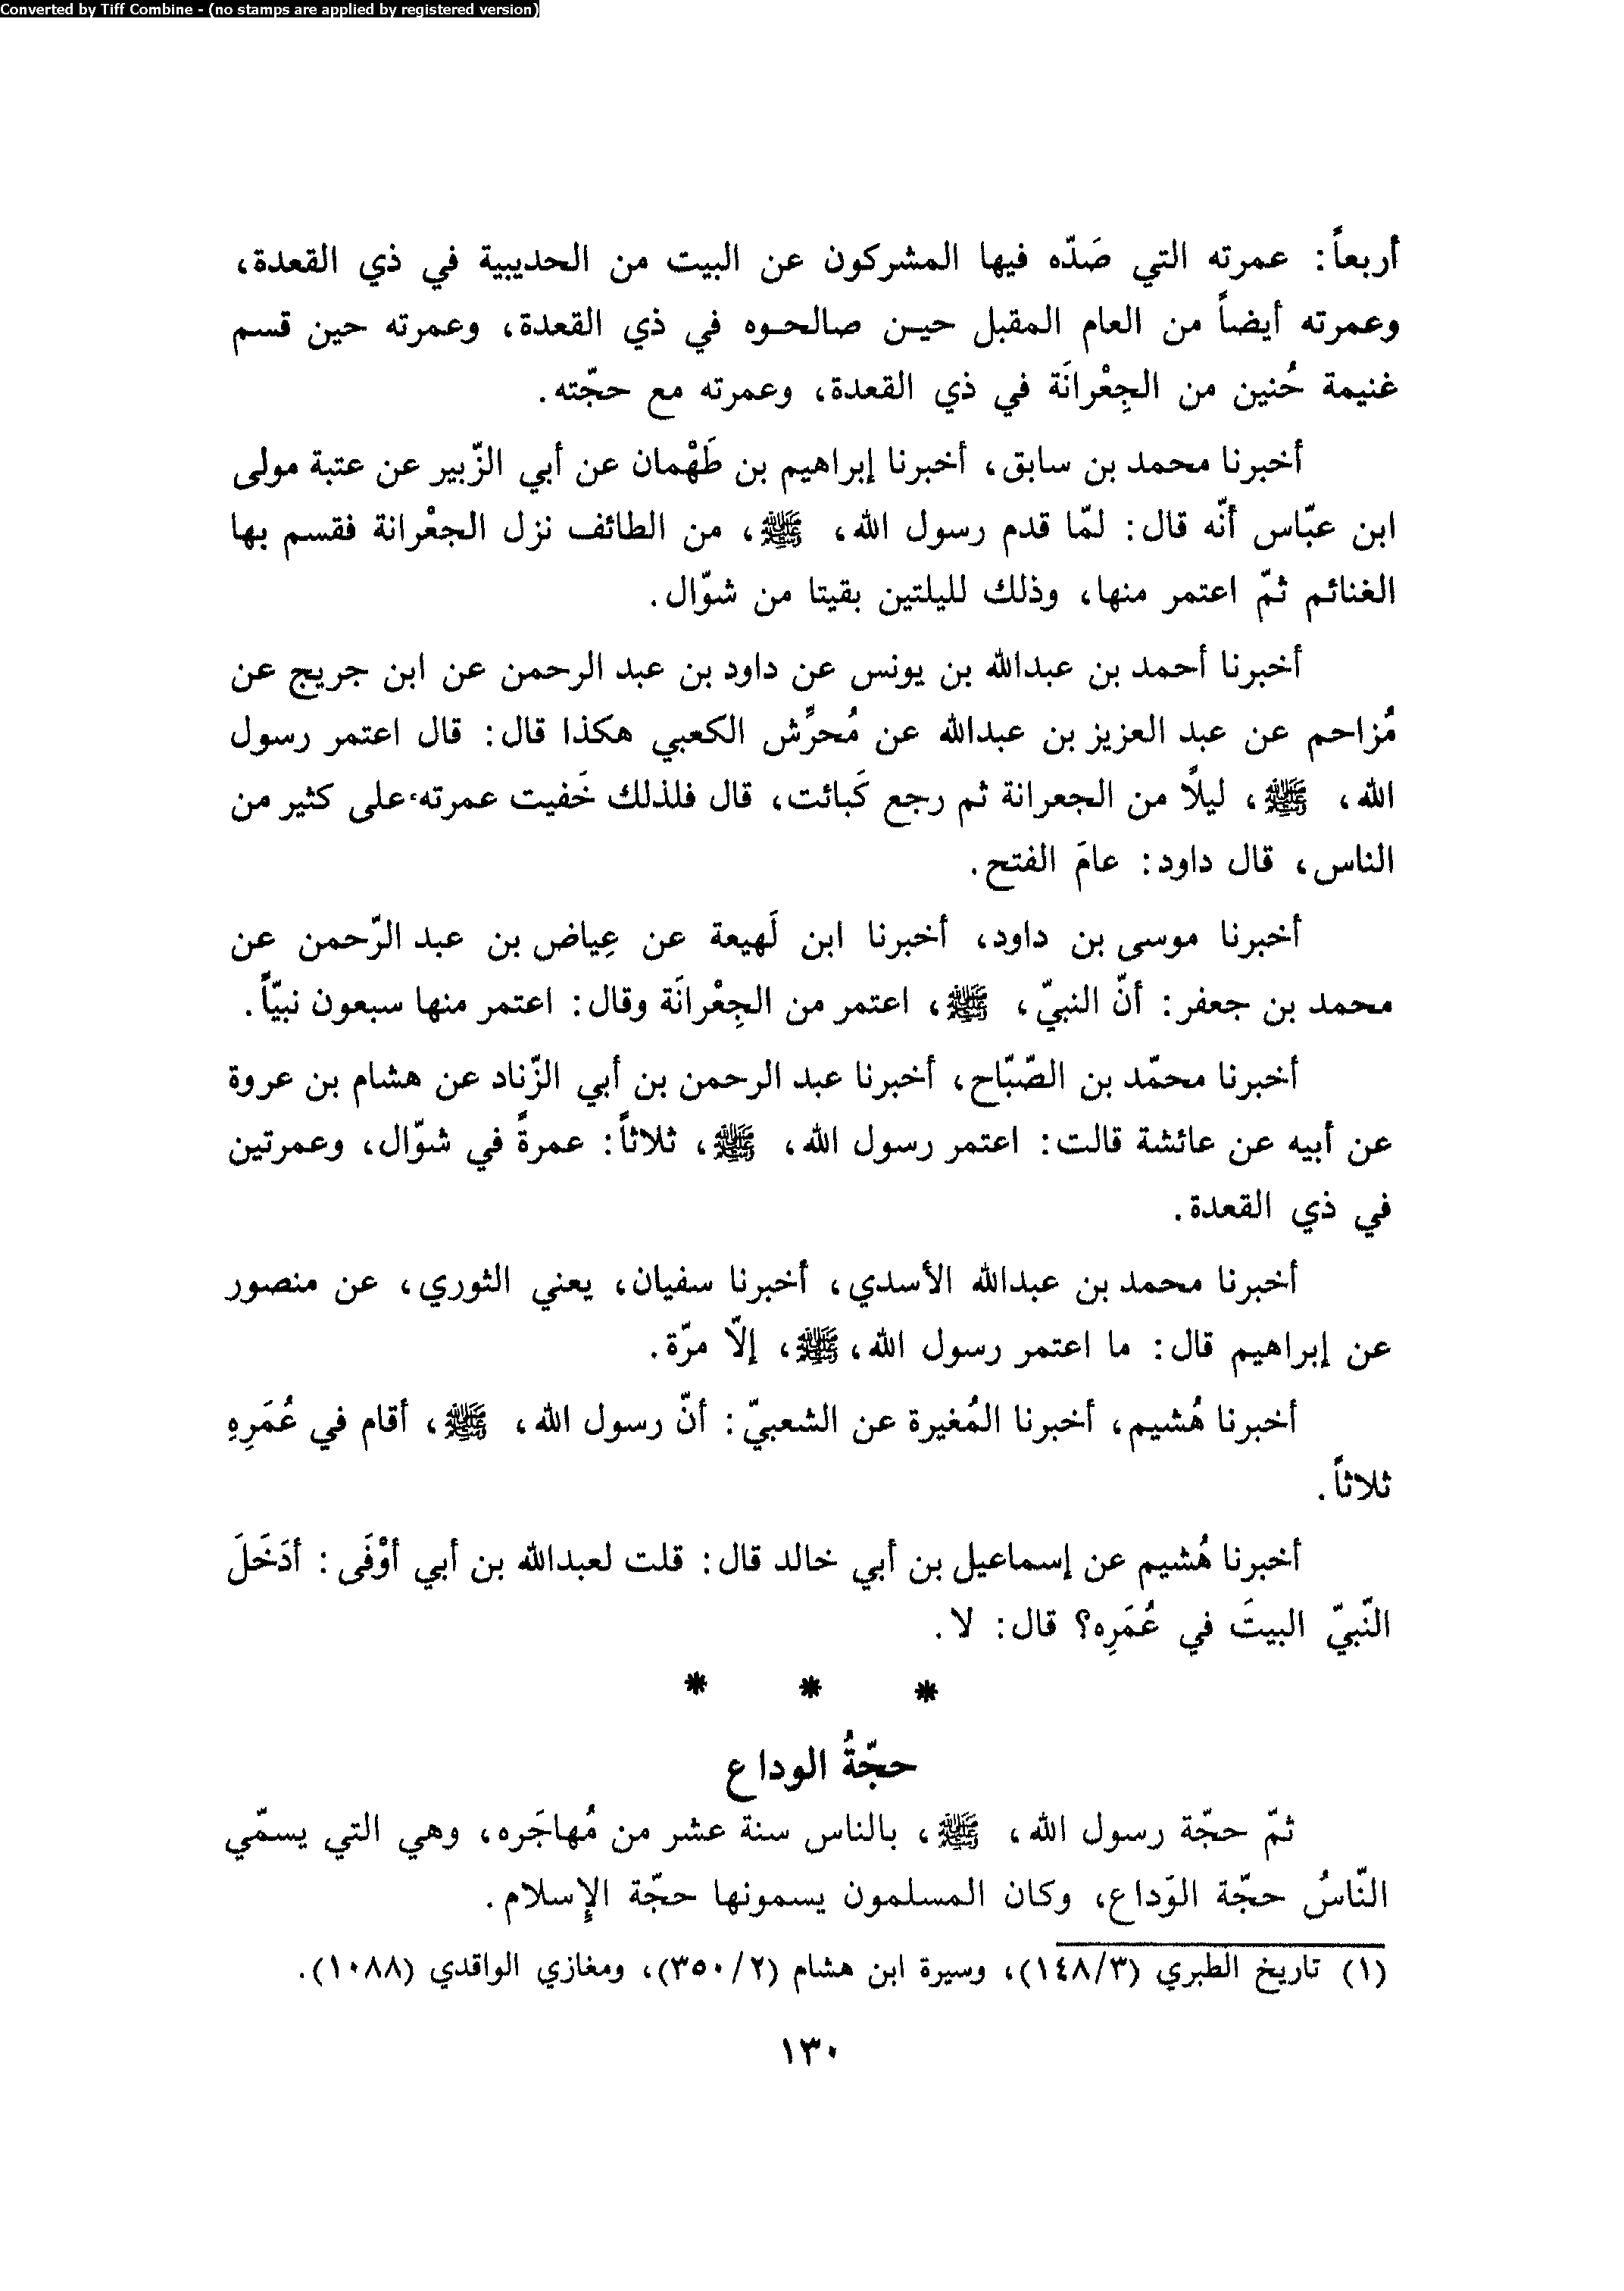 Converted by Tiff Combine - (no stamps are applied by registered version)
أربعاً: عمرته التي صَدّه فيها المشركون عن البيت من الحديبية في ذي القعدة،
وعمرته أيضاً من العام المقبل حيـن صالحـوه في ذي القعدة، وعمرته حين قسم
غنيمة حُنين من الجِعْرانَة في ذي القعدة، وعمرته مع حجّته.
أخبرنا محمد بن سابق، أخبرنا إبراهيم بن طَهْمان عن أبي الزّبير عن عتبة مولى
ابن عبّاس أنّه قال: لمّا قدم رسول الله، ﷺ، من الطائف نزل الجعْرانة فقسم بها
الغنائم ثمّ اعتمر منها، وذلك لليلتين بقيتا من شوّال.
أخبرنا أحمد بن عبدالله بن يونس عن داود بن عبد الرحمن عن ابن جريج عن
مُزاحم عن عبد العزيز بن عبدالله عن مُحرِّش الكعبي هكذا قال: قال اعتمر رسول
الله، ﷺ، ليلًا من الجعرانة ثم رجع كَبائت، قال فلذلك خَفيت عمرته على كثير من
الناس، قال داود: عامَ الفتح.
أخبرنا موسى بن داود، أخبرنا ابن لَهيعة عن عِياض بن عبد الرّحمن عن
محمد بن جعفر: أنّ النبيّ، ﷺ، اعتمر من الجِعْرانَة وقال: اعتمر منها سبعون نبيّاً.
أخبرنا محمّد بن الصّبّاح، أخبرنا عبد الرحمن بن أبي الزّناد عن هشام بن عروة
عن أبيه عن عائشة قالت: اعتمر رسول الله، ﷺ، ثلاثاً: عمرةً في شوّال، وعمرتين
في ذي القعدة.
أخبرنا محمد بن عبدالله الأسدي، أخبرنا سفيان، يعني الثوري، عن منصور
عن إبراهيم قال: ما اعتمر رسول الله، ﷺ، إلّا مرّة.
أخبرنا هُشيم، أخبرنا المُغيرة عن الشعبيّ: أنّ رسول الله، ﷺ، أقام في عُمَرِهِ
ثلاثاً.
أخبرنا هُشيم عن إسماعيل بن أبي خالد قال: قلت لعبدالله بن أبي أوْفَى: أدَخَلَ
النّبيّ البيتَ في عُمَرِه؟ قال: لا.
* * *
حجّةُ الوداع
ثمّ حجّة رسول الله، ﷺ، بالناس سنة عشر من مُهاجَره، وهي التي يسمّي
النّاسُ حجّة الوَداع، وكان المسلمون يسمونها حجّة الإسلام.
(١) تاريخ الطبري (١٤٨/٣)، وسيرة ابن هشام (٣٥٠/٢)، ومغازي الواقدي (١٠٨٨).
١٣٠